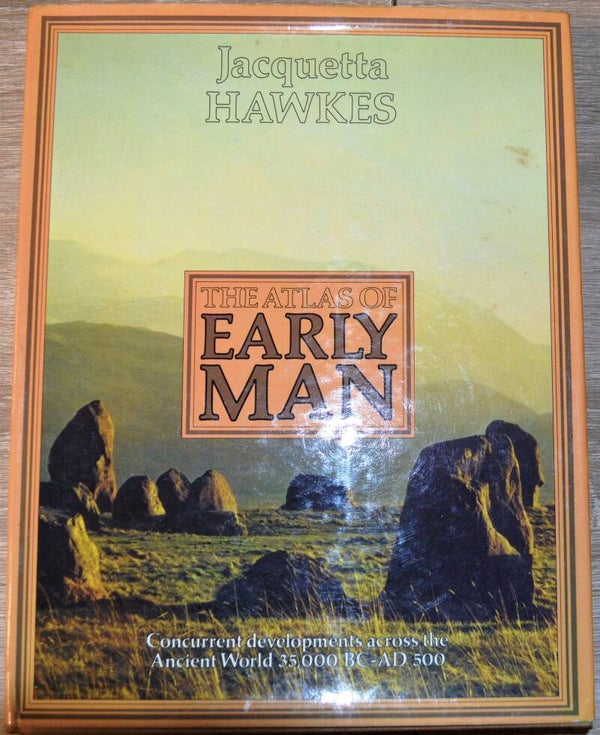 Jacquetta
HAWKES
THE ATLAS OF
EARLY
MAN
Concurrent developments across the
Ancient World 35,000 BC-AD 500